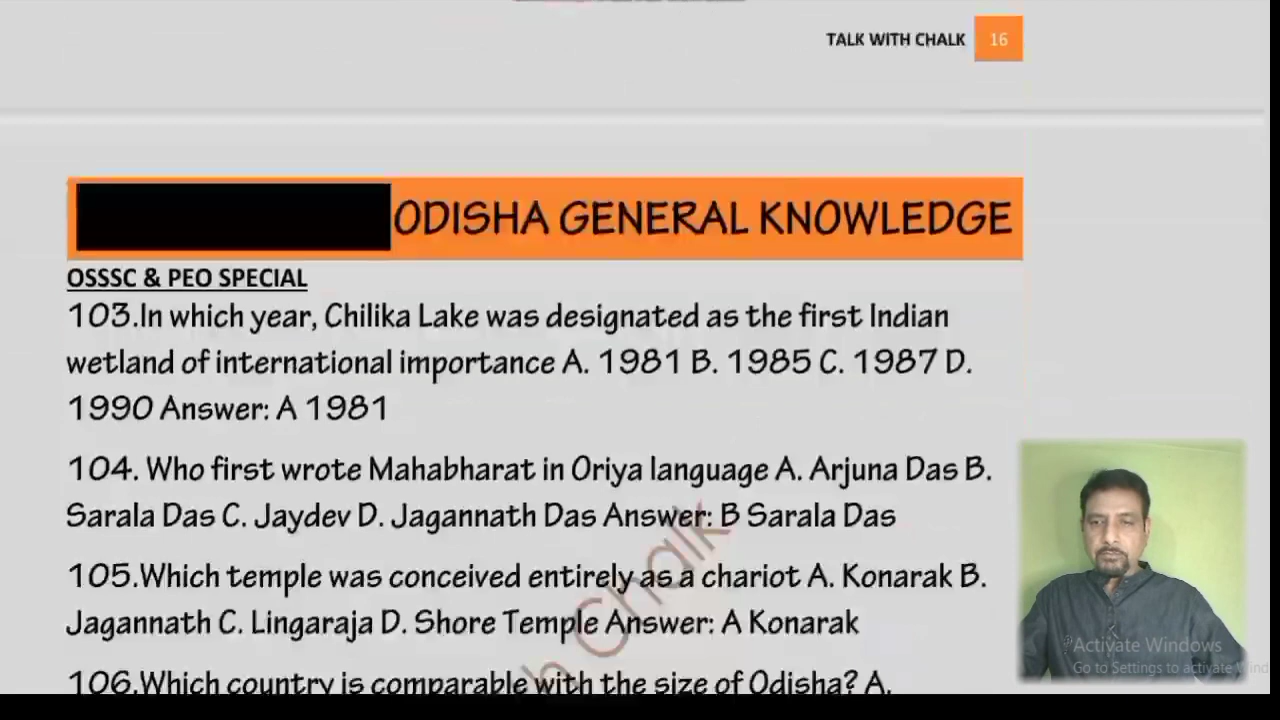 TALK WITH CHALK 16
ODISHA GENERAL KNOWLEDGE
OSSSC & PEO SPECIAL
103.In which year, Chilika Lake was designated as the first Indian
wetland of international importance A. 1981 B. 1985 C. 1987 D.
1990 Answer: A 1981
104. Who first wrote Mahabharat in Oriya language A. Arjuna Das B.
Sarala Das C. Jaydev D. Jagannath Das Answer: B Sarala Das
105.Which temple was conceived entirely as a chariot A. Konarak B.
Jagannath C. Lingaraja D. Shore Temple Answer: A Konarak
106.Which country is comparable with the size of Odisha? A.
h Chalk
Activate Windows
Go to Settings to activate Wind